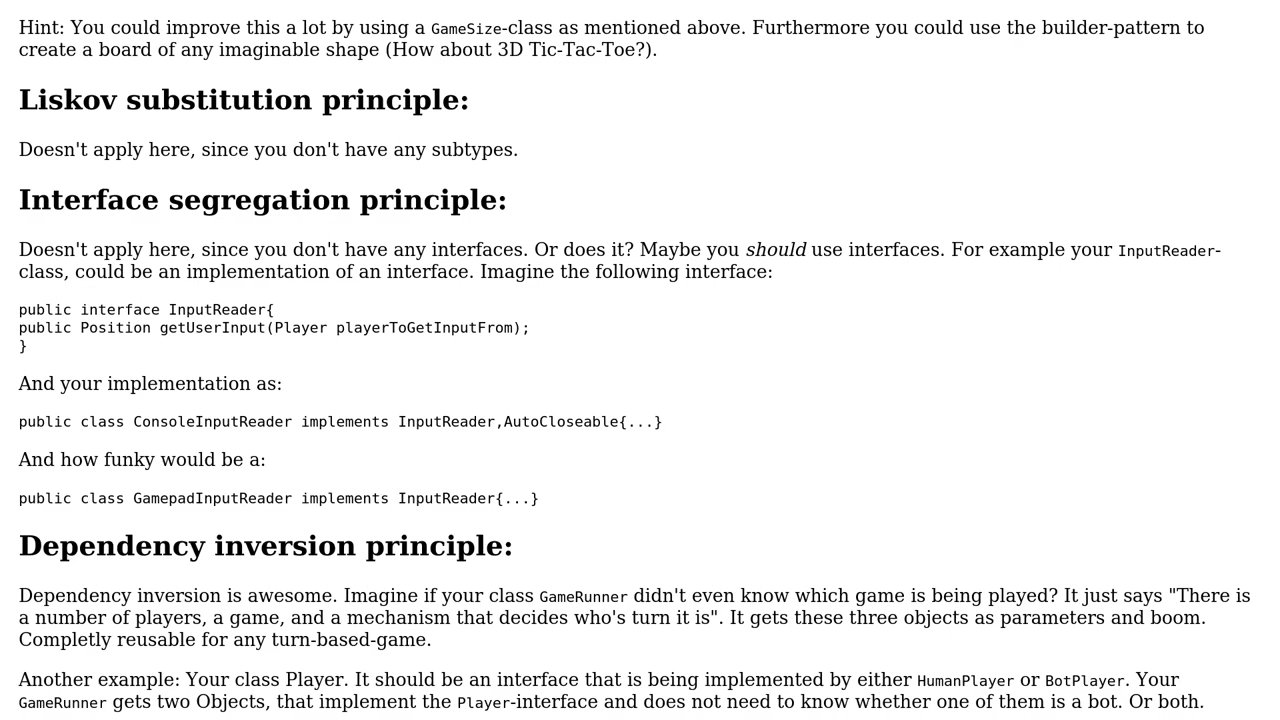 Hint: You could improve this a lot by using a GameSize-class as mentioned above. Furthermore you could use the builder-pattern to
create a board of any imaginable shape (How about 3D Tic-Tac-Toe?).
Liskov substitution principle:
Doesn't apply here, since you don't have any subtypes.
Interface segregation principle:
Doesn't apply here, since you don't have any interfaces. Or does it? Maybe you should use interfaces. For example your InputReader-
class, could be an implementation of an interface. Imagine the following interface:
public interface InputReader{
public Position getUserInput(Player playerToGetInputFrom);
}
And your implementation as:
public class ConsoleInputReader implements InputReader,AutoCloseable{...}
And how funky would be a:
public class GamepadInputReader implements InputReader{...}
Dependency inversion principle:
Dependency inversion is awesome. Imagine if your class GameRunner didn't even know which game is being played? It just says "There is
a number of players, a game, and a mechanism that decides who's turn it is". It gets these three objects as parameters and boom.
Completly reusable for any turn-based-game.
Another example: Your class Player. It should be an interface that is being implemented by either HumanPlayer or BotPlayer. Your
GameRunner gets two Objects, that implement the Player-interface and does not need to know whether one of them is a bot. Or both.